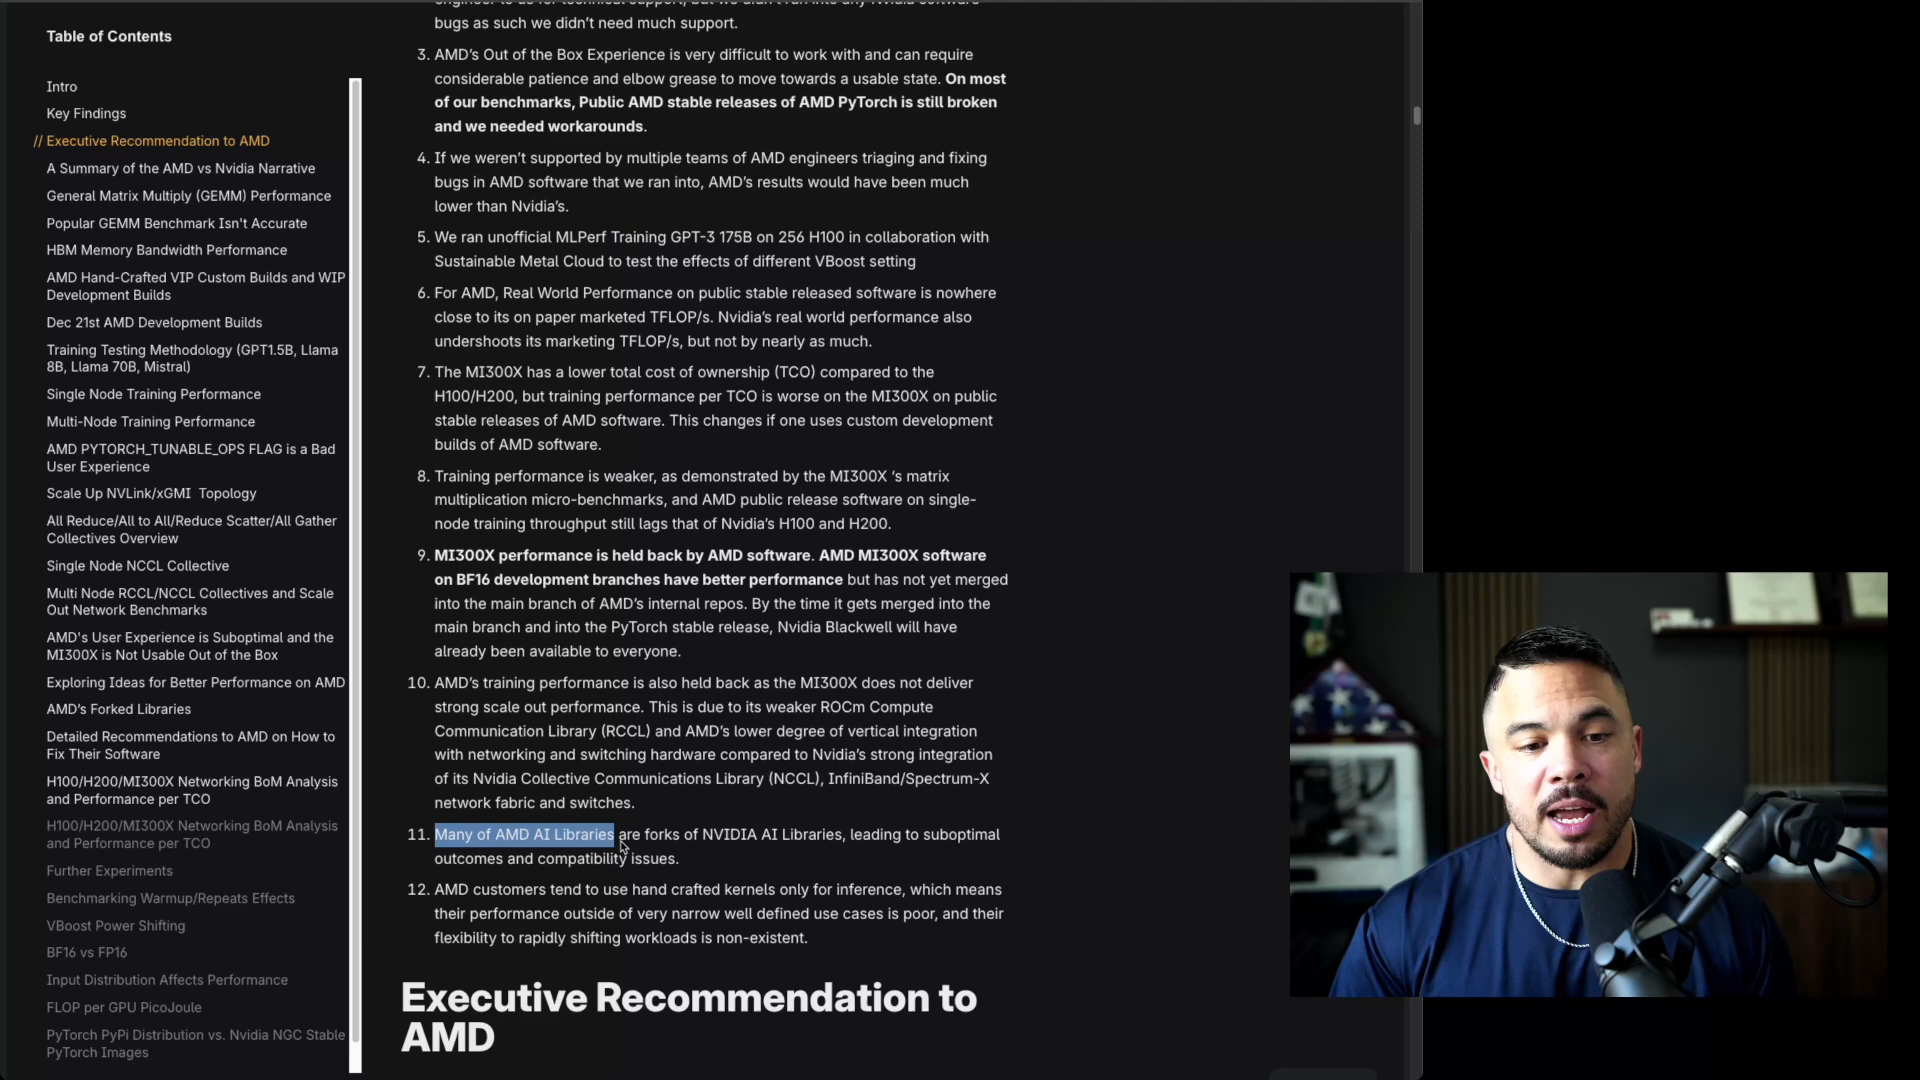 Table of Contents
Intro
Key Findings
// Executive Recommendation to AMD
A Summary of the AMD vs Nvidia Narrative
General Matrix Multiply (GEMM) Performance
Popular GEMM Benchmark Isn't Accurate
HBM Memory Bandwidth Performance
AMD Hand-Crafted VIP Custom Builds and WIP
Development Builds
Dec 21st AMD Development Builds
Training Testing Methodology (GPT1.5B, Llama
8B, Llama 70B, Mistral)
Single Node Training Performance
Multi-Node Training Performance
AMD PYTORCH_TUNABLE_OPS FLAG is a Bad
User Experience
Scale Up NVLink/xGMI Topology
All Reduce/All to All/Reduce Scatter/All Gather
Collectives Overview
Single Node NCCL Collective
Multi Node RCCL/NCCL Collectives and Scale
Out Network Benchmarks
AMD's User Experience is Suboptimal and the
MI300X is Not Usable Out of the Box
Exploring Ideas for Better Performance on AMD
AMD's Forked Libraries
Detailed Recommendations to AMD on How to
Fix Their Software
H100/H200/MI300X Networking BoM Analysis
and Performance per TCO
H100/H200/MI300X Networking BoM Analysis
and Performance per TCO
Further Experiments
Benchmarking Warmup/Repeats Effects
VBoost Power Shifting
BF16 vs FP16
Input Distribution Affects Performance
FLOP per GPU PicoJoule
PyTorch PyPi Distribution vs. Nvidia NGC Stable
PyTorch Images
bugs as such we didn't need much support.
3. AMD's Out of the Box Experience is very difficult to work with and can require
considerable patience and elbow grease to move towards a usable state. On most
of our benchmarks, Public AMD stable releases of AMD PyTorch is still broken
and we needed workarounds.
4. If we weren't supported by multiple teams of AMD engineers triaging and fixing
bugs in AMD software that we ran into, AMD's results would have been much
lower than Nvidia's.
5. We ran unofficial MLPerf Training GPT-3 175B on 256 H100 in collaboration with
Sustainable Metal Cloud to test the effects of different VBoost setting
6. For AMD, Real World Performance on public stable released software is nowhere
close to its on paper marketed TFLOP/s. Nvidia's real world performance also
undershoots its marketing TFLOP/s, but not by nearly as much.
7. The MI300X has a lower total cost of ownership (TCO) compared to the
H100/H200, but training performance per TCO is worse on the MI300X on public
stable releases of AMD software. This changes if one uses custom development
builds of AMD software.
8. Training performance is weaker, as demonstrated by the MI300X ‘s matrix
multiplication micro-benchmarks, and AMD public release software on single-
node training throughput still lags that of Nvidia's H100 and H200.
9. MI300X performance is held back by AMD software. AMD MI300X software
on BF16 development branches have better performance but has not yet merged
into the main branch of AMD's internal repos. By the time it gets merged into the
main branch and into the PyTorch stable release, Nvidia Blackwell will have
already been available to everyone.
10. AMD's training performance is also held back as the MI300X does not deliver
strong scale out performance. This is due to its weaker ROCm Compute
Communication Library (RCCL) and AMD's lower degree of vertical integration
with networking and switching hardware compared to Nvidia's strong integration
of its Nvidia Collective Communications Library (NCCL), InfiniBand/Spectrum-X
network fabric and switches.
11. Many of AMD AI Libraries are forks of NVIDIA AI Libraries, leading to suboptimal
outcomes and compatibility issues.
12. AMD customers tend to use hand crafted kernels only for inference, which means
their performance outside of very narrow well defined use cases is poor, and their
flexibility to rapidly shifting workloads is non-existent.
Executive Recommendation to
AMD